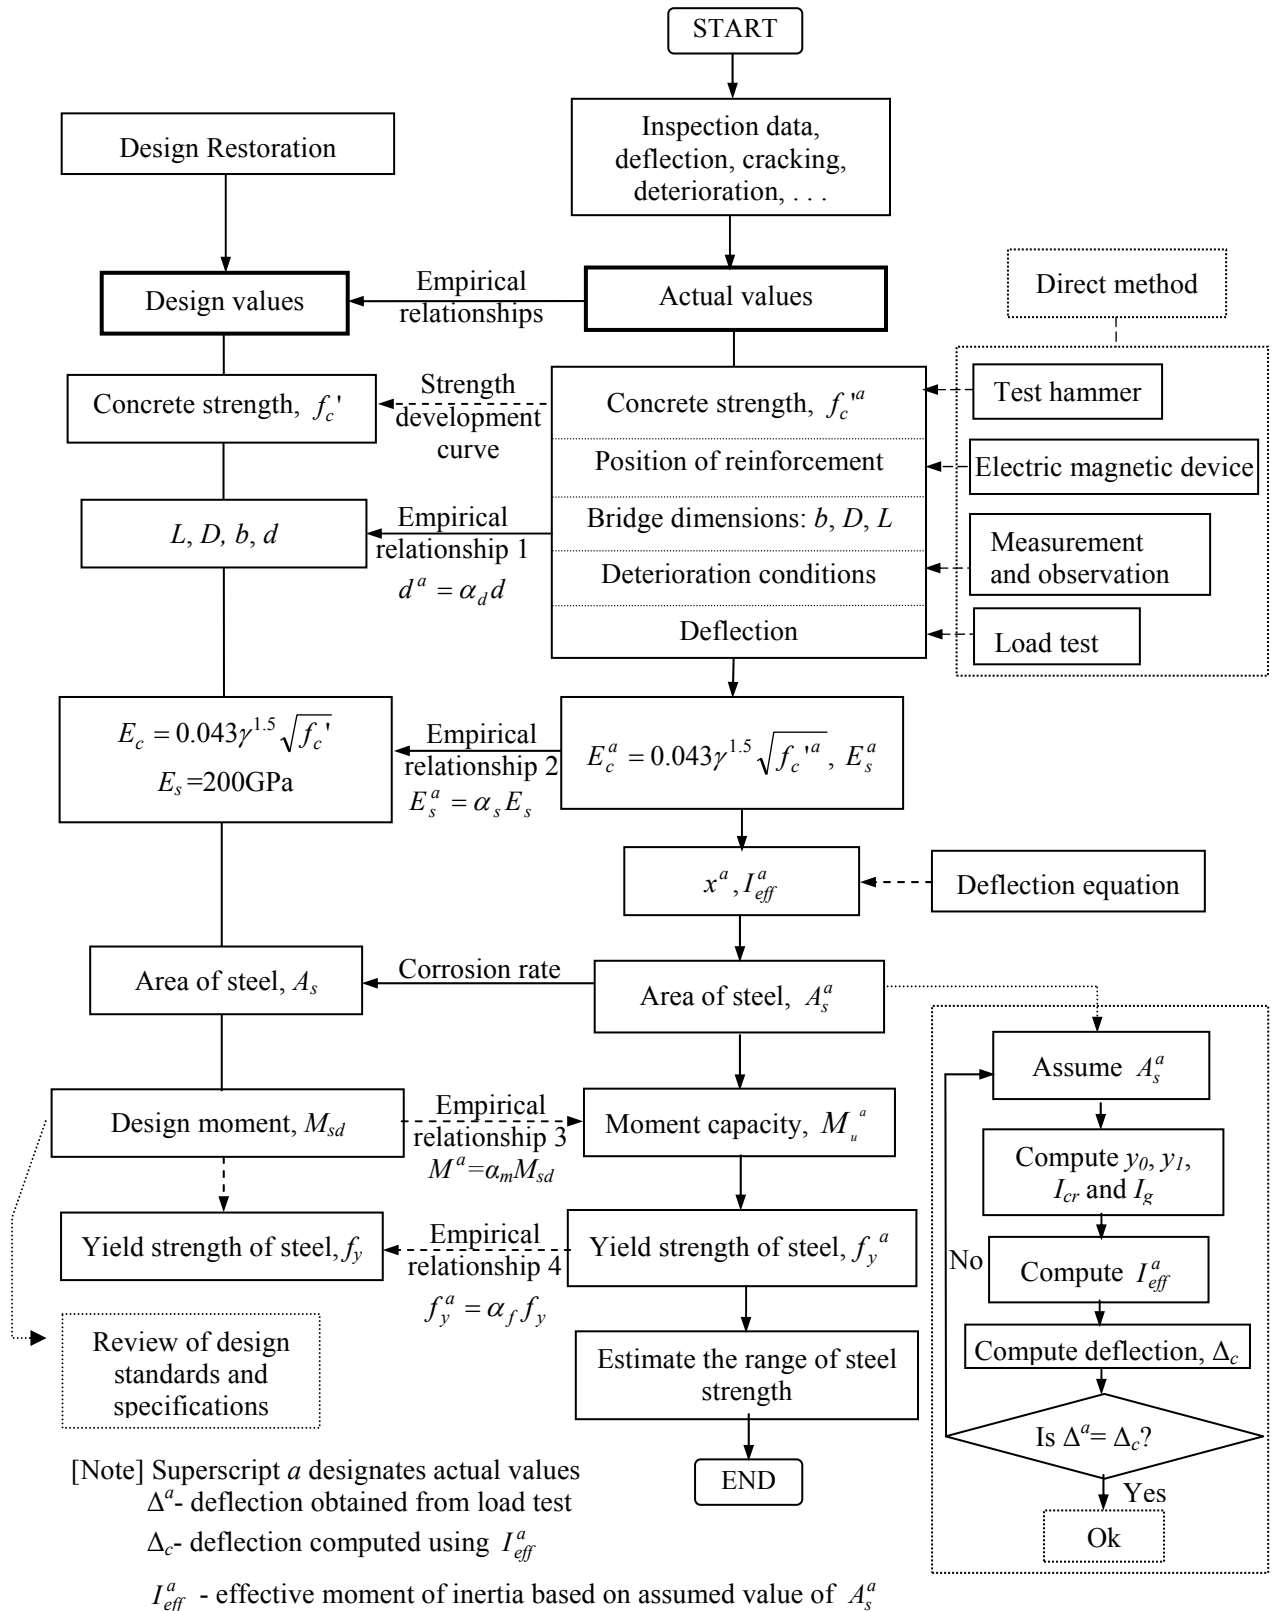 START
Inspection data,
deflection, cracking,
deterioration, . . .
Design Restoration
Direct method
Design values
Empirical
relationships
Actual values
Concrete strength, f_c'
Strength
development
curve
Concrete strength, f_c'^a
Test hammer
Position of reinforcement
Electric magnetic device
L, D, b, d
Empirical
relationship 1
d^a = α_d d
Bridge dimensions: b, D, L
Deterioration conditions
Measurement
and observation
Deflection
Load test
E_c = 0.043γ^1.5 √f_c'
E_s =200GPa
Empirical
relationship 2
E_s^a = α_s E_s
E_c^a = 0.043γ^1.5 √f_c'^a, E_s^a
x^a, I_eff^a
Deflection equation
Area of steel, A_s
Corrosion rate
Area of steel, A_s^a
Assume A_s^a
Design moment, M_sd
Empirical
relationship 3
M^a=α_m M_sd
Moment capacity, M_u^a
Compute y_0, y_1,
I_cr and I_g
Yield strength of steel, f_y
Empirical
relationship 4
f_y^a = α_f f_y
Yield strength of steel, f_y^a
No
Compute I_eff^a
Review of design
standards and
specifications
Estimate the range of steel
strength
Compute deflection, Δ_c
Is Δ^a= Δ_c?
END
Yes
Ok
[Note] Superscript a designates actual values
Δ^a- deflection obtained from load test
Δ_c- deflection computed using I_eff^a
I_eff^a - effective moment of inertia based on assumed value of A_s^a